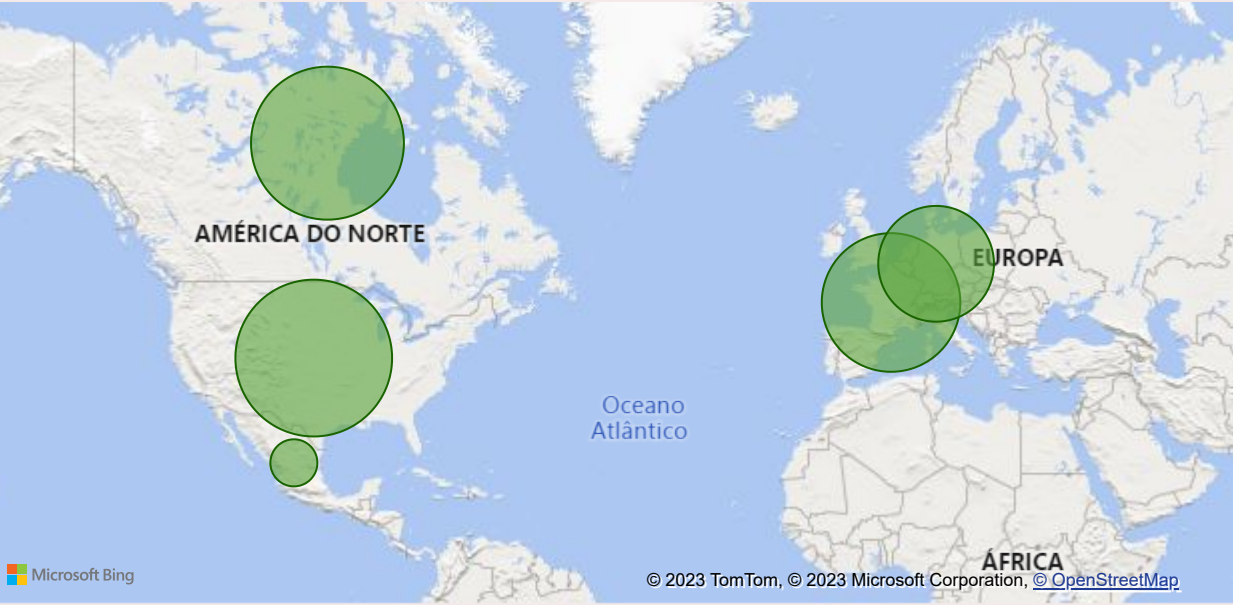 AMÉRICA DO NORTE
EUROPA
Oceano
Atlântico
ÁFRICA
Microsoft Bing
© 2023 TomTom, © 2023 Microsoft Corporation, © OpenStreetMap